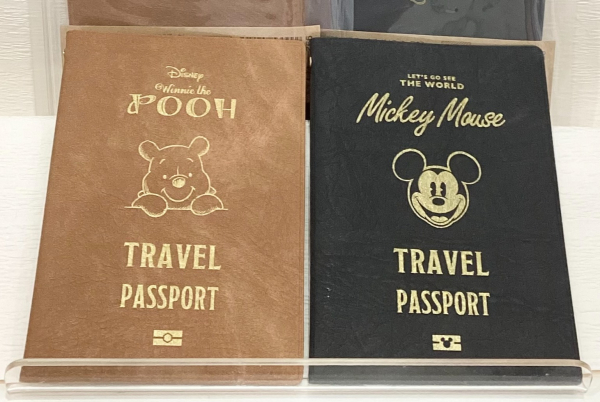 Disney
Winnie the
POOH
TRAVEL
PASSPORT
LET'S GO SEE
THE WORLD
Mickey Mouse
TRAVEL
PASSPORT